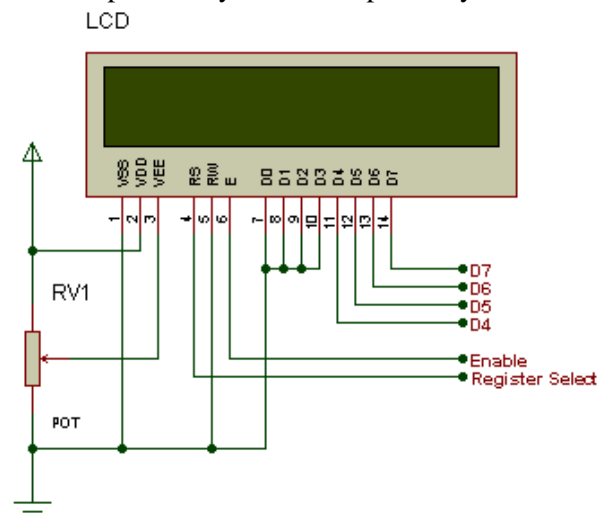 LCD
VSS VDD VEE RS RW E D0 D1 D2 D3 D4 D5 D6 D7
1 2 3 4 5 6 7 8 9 10 11 12 13 14
D7
D6
RV1
D5
D4
Enable
Register Select
POT